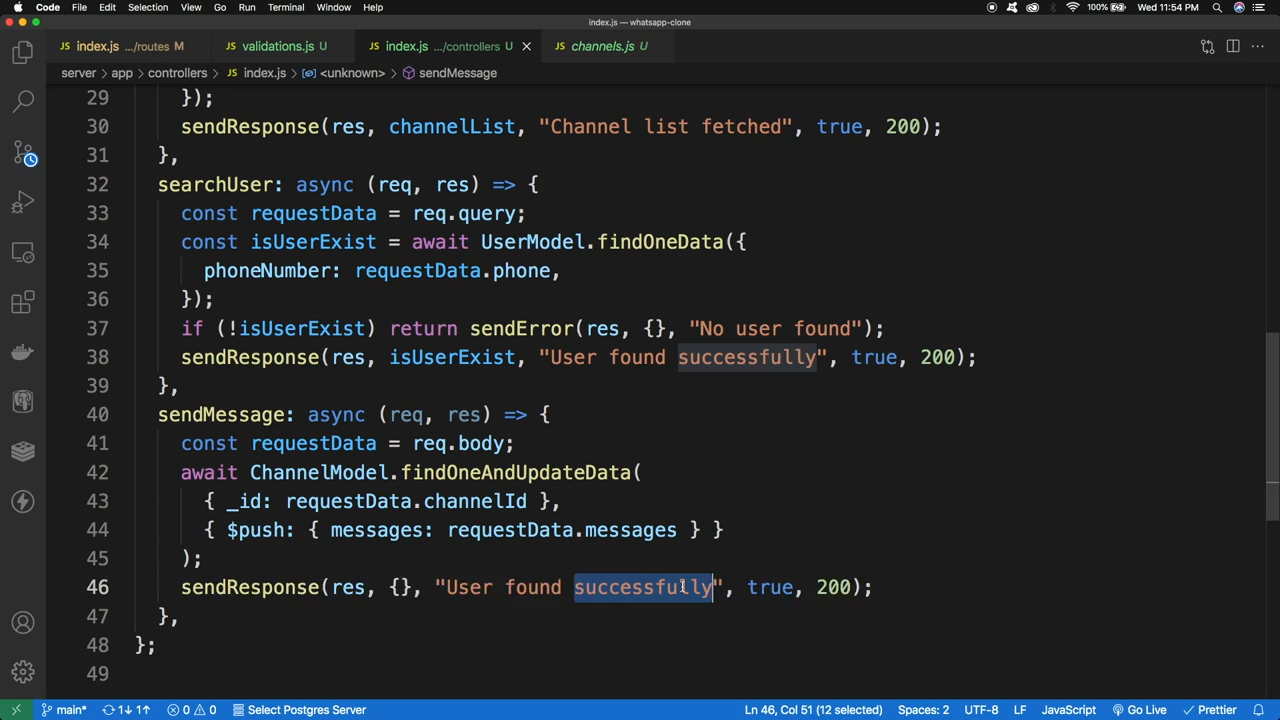 Code File Edit Selection View Go Run Terminal Window Help 100% Wed 11:54 PM
index.js — whatsapp-clone
JS index.js .../routes M JS validations.js U JS index.js .../controllers U JS channels.js U
server > app > controllers > JS index.js > <unknown> > sendMessage
29 });
30 sendResponse(res, channelList, "Channel list fetched", true, 200);
31 },
32 searchUser: async (req, res) => {
33 const requestData = req.query;
34 const isUserExist = await UserModel.findOneData({
35 phoneNumber: requestData.phone,
36 });
37 if (!isUserExist) return sendError(res, {}, "No user found");
38 sendResponse(res, isUserExist, "User found successfully", true, 200);
39 },
40 sendMessage: async (req, res) => {
41 const requestData = req.body;
42 await ChannelModel.findOneAndUpdateData(
43 { _id: requestData.channelId },
44 { $push: { messages: requestData.messages } }
45 );
46 sendResponse(res, {}, "User found successfully", true, 200);
47 },
48 };
49
main* 1↓ 1↑ 0 0 Select Postgres Server Ln 46, Col 51 (12 selected) Spaces: 2 UTF-8 LF JavaScript Go Live Prettier